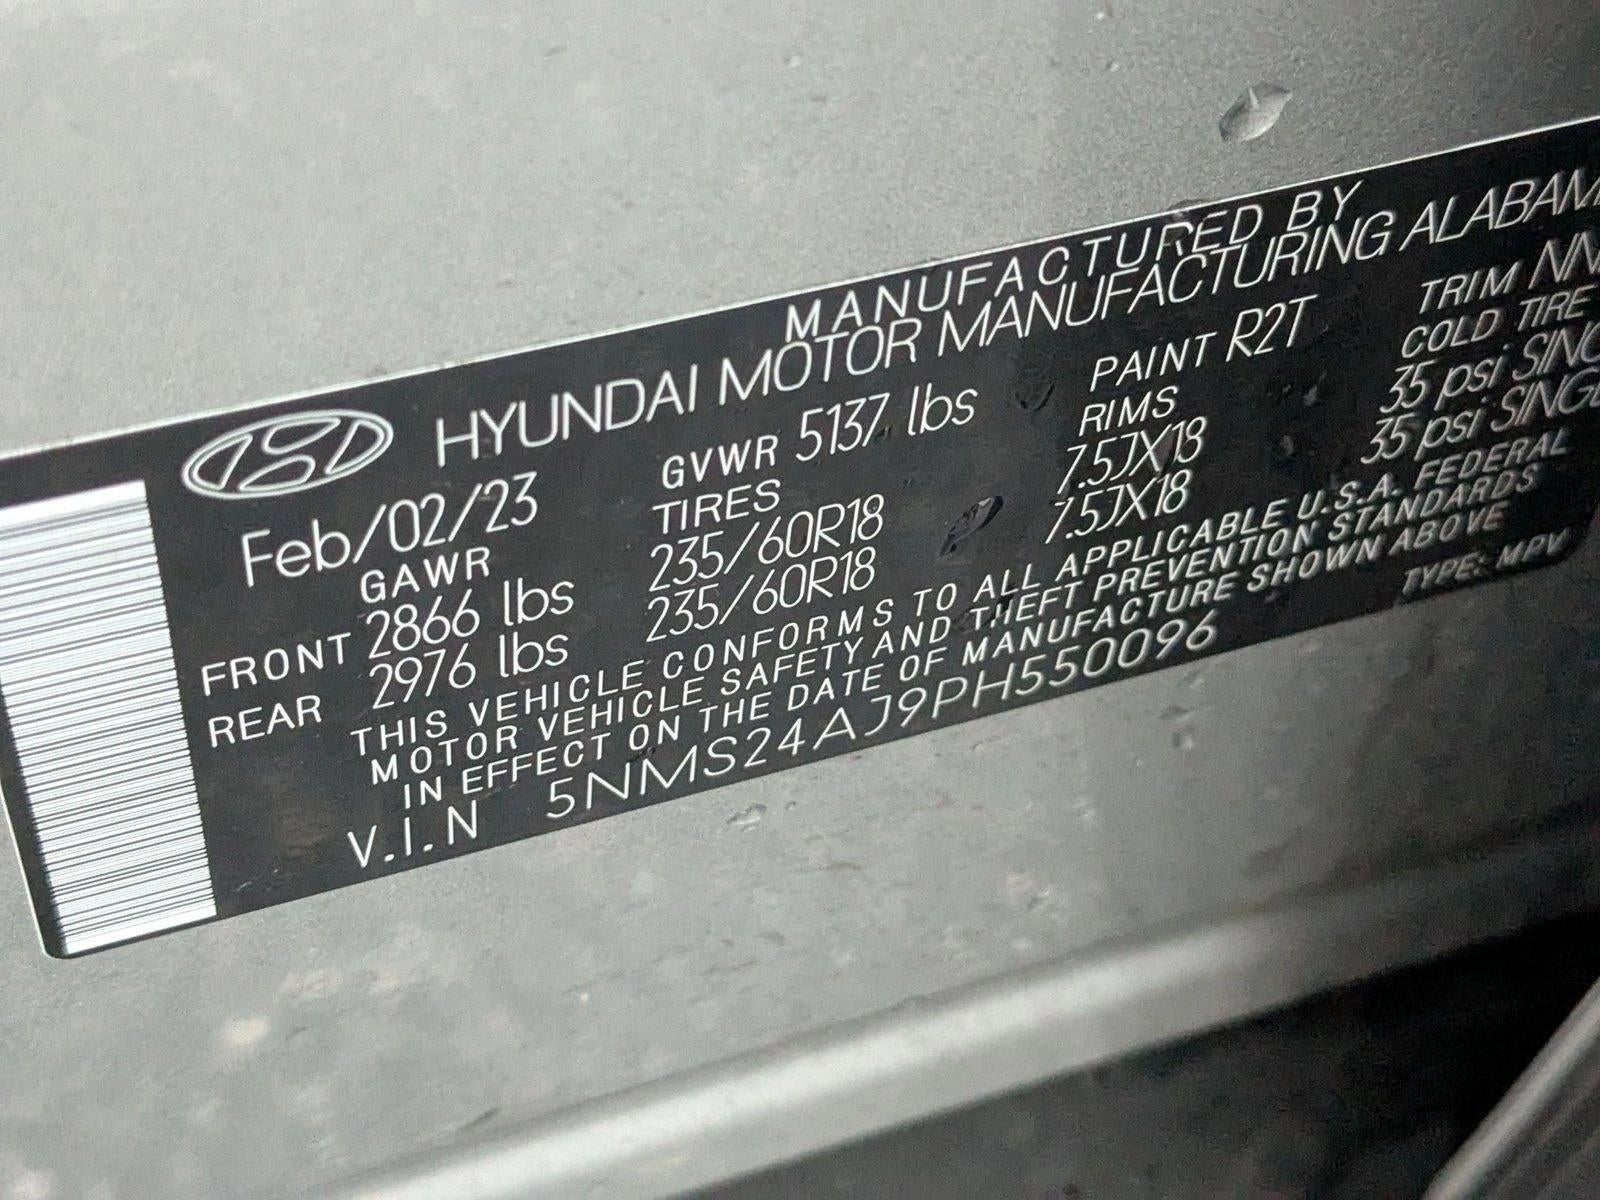 MANUFACTURED BY
HYUNDAI MOTOR MANUFACTURING
Feb/02/23 GVWR 5137 lbs PAINT R2T TRIM
GAWR TIRES RIMS COLD TIRE
FRONT 2866 lbs 235/60R18 7.5JX18 35 psi
REAR 2976 lbs 235/60R18 7.5JX18 35 psi
THIS VEHICLE CONFORMS TO ALL APPLICABLE U.S.A. FEDERAL
MOTOR VEHICLE SAFETY AND THEFT PREVENTION STANDARDS
IN EFFECT ON THE DATE OF MANUFACTURE SHOWN ABOVE
V.I.N 5NMS24AJ9PH550096 TYPE: MPV